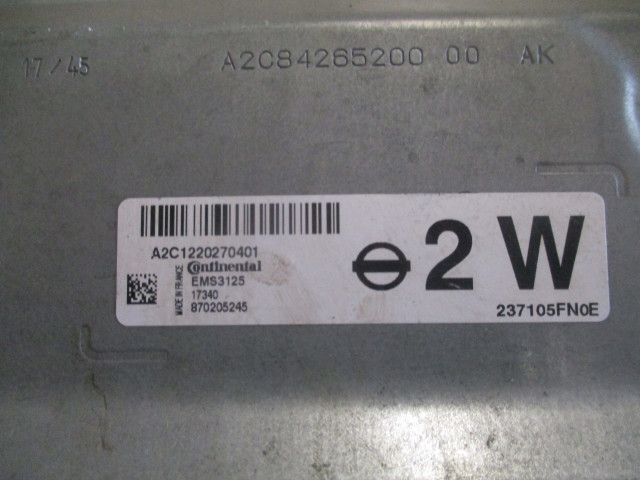 17/45
A2C84265200 00 AK
A2C1220270401
Continental
EMS3125
MADE IN FRANCE
17340
870205245
2 W
237105FN0E